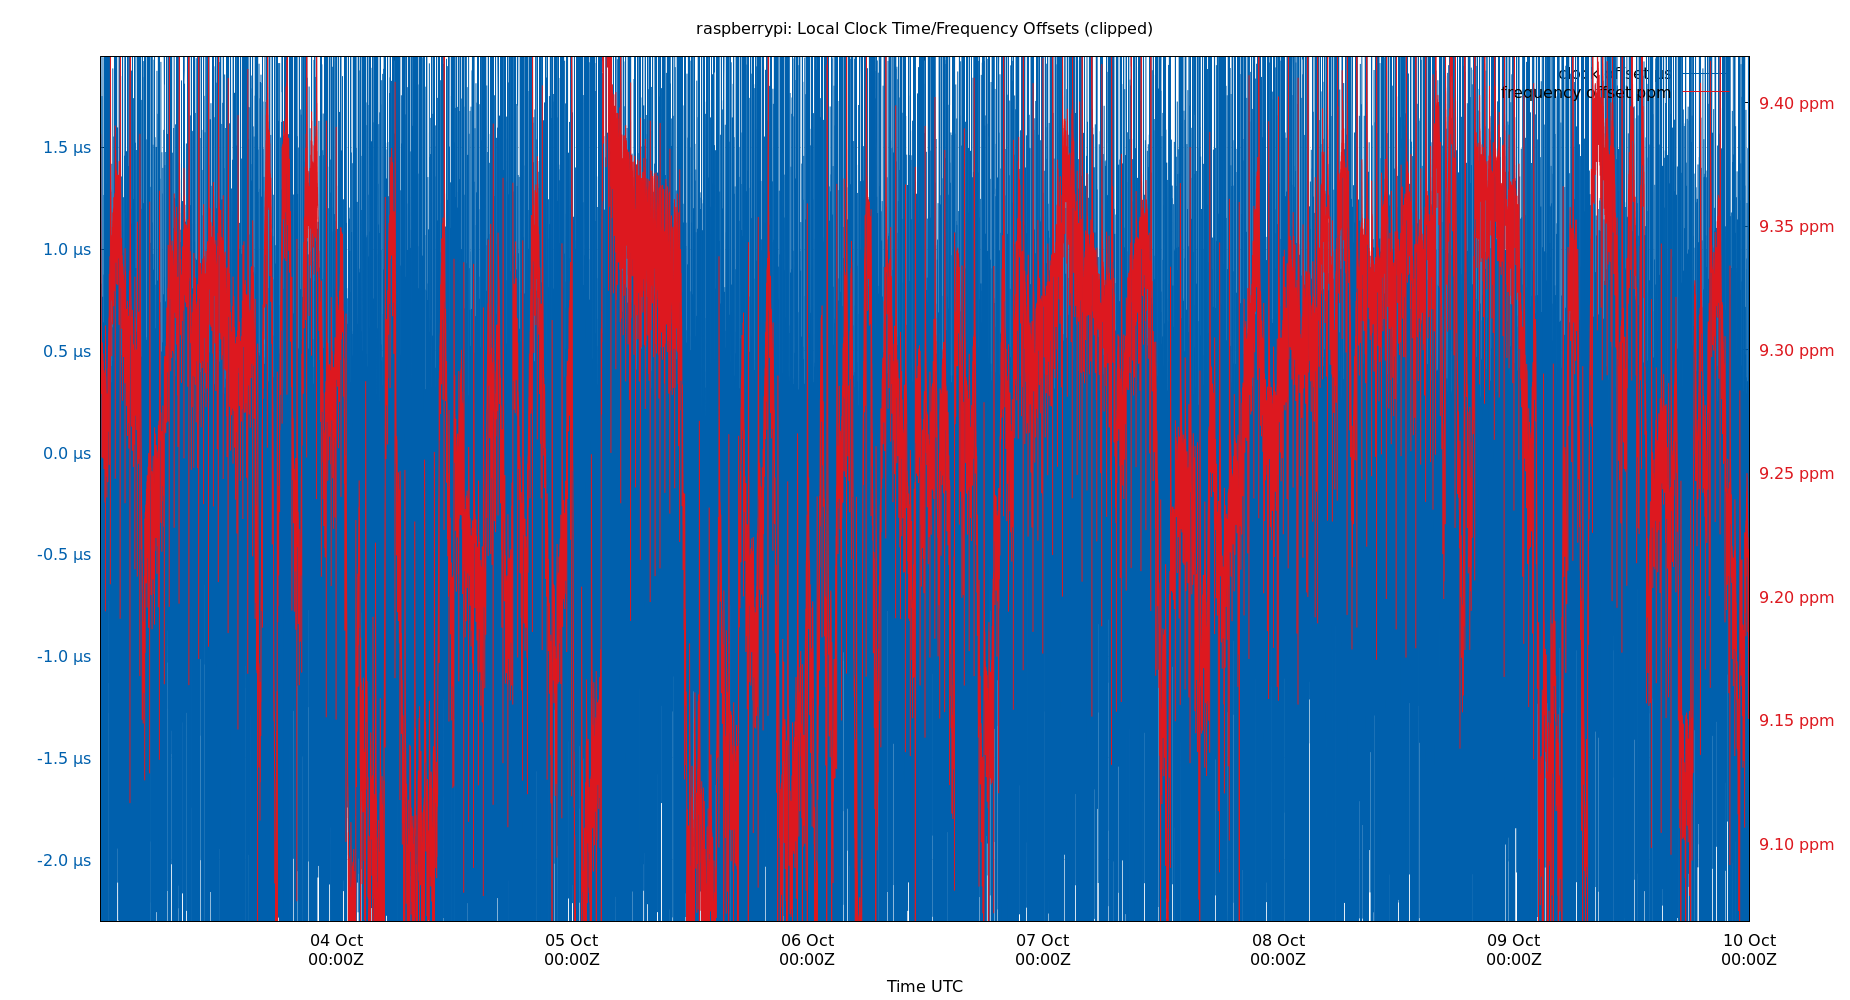 raspberrypi: Local Clock Time/Frequency Offsets (clipped)
clock offset µs
frequency offset ppm
1.5 µs
1.0 µs
0.5 µs
0.0 µs
-0.5 µs
-1.0 µs
-1.5 µs
-2.0 µs
9.40 ppm
9.35 ppm
9.30 ppm
9.25 ppm
9.20 ppm
9.15 ppm
9.10 ppm
04 Oct 05 Oct 06 Oct 07 Oct 08 Oct 09 Oct 10 Oct
00:00Z 00:00Z 00:00Z 00:00Z 00:00Z 00:00Z 00:00Z
Time UTC